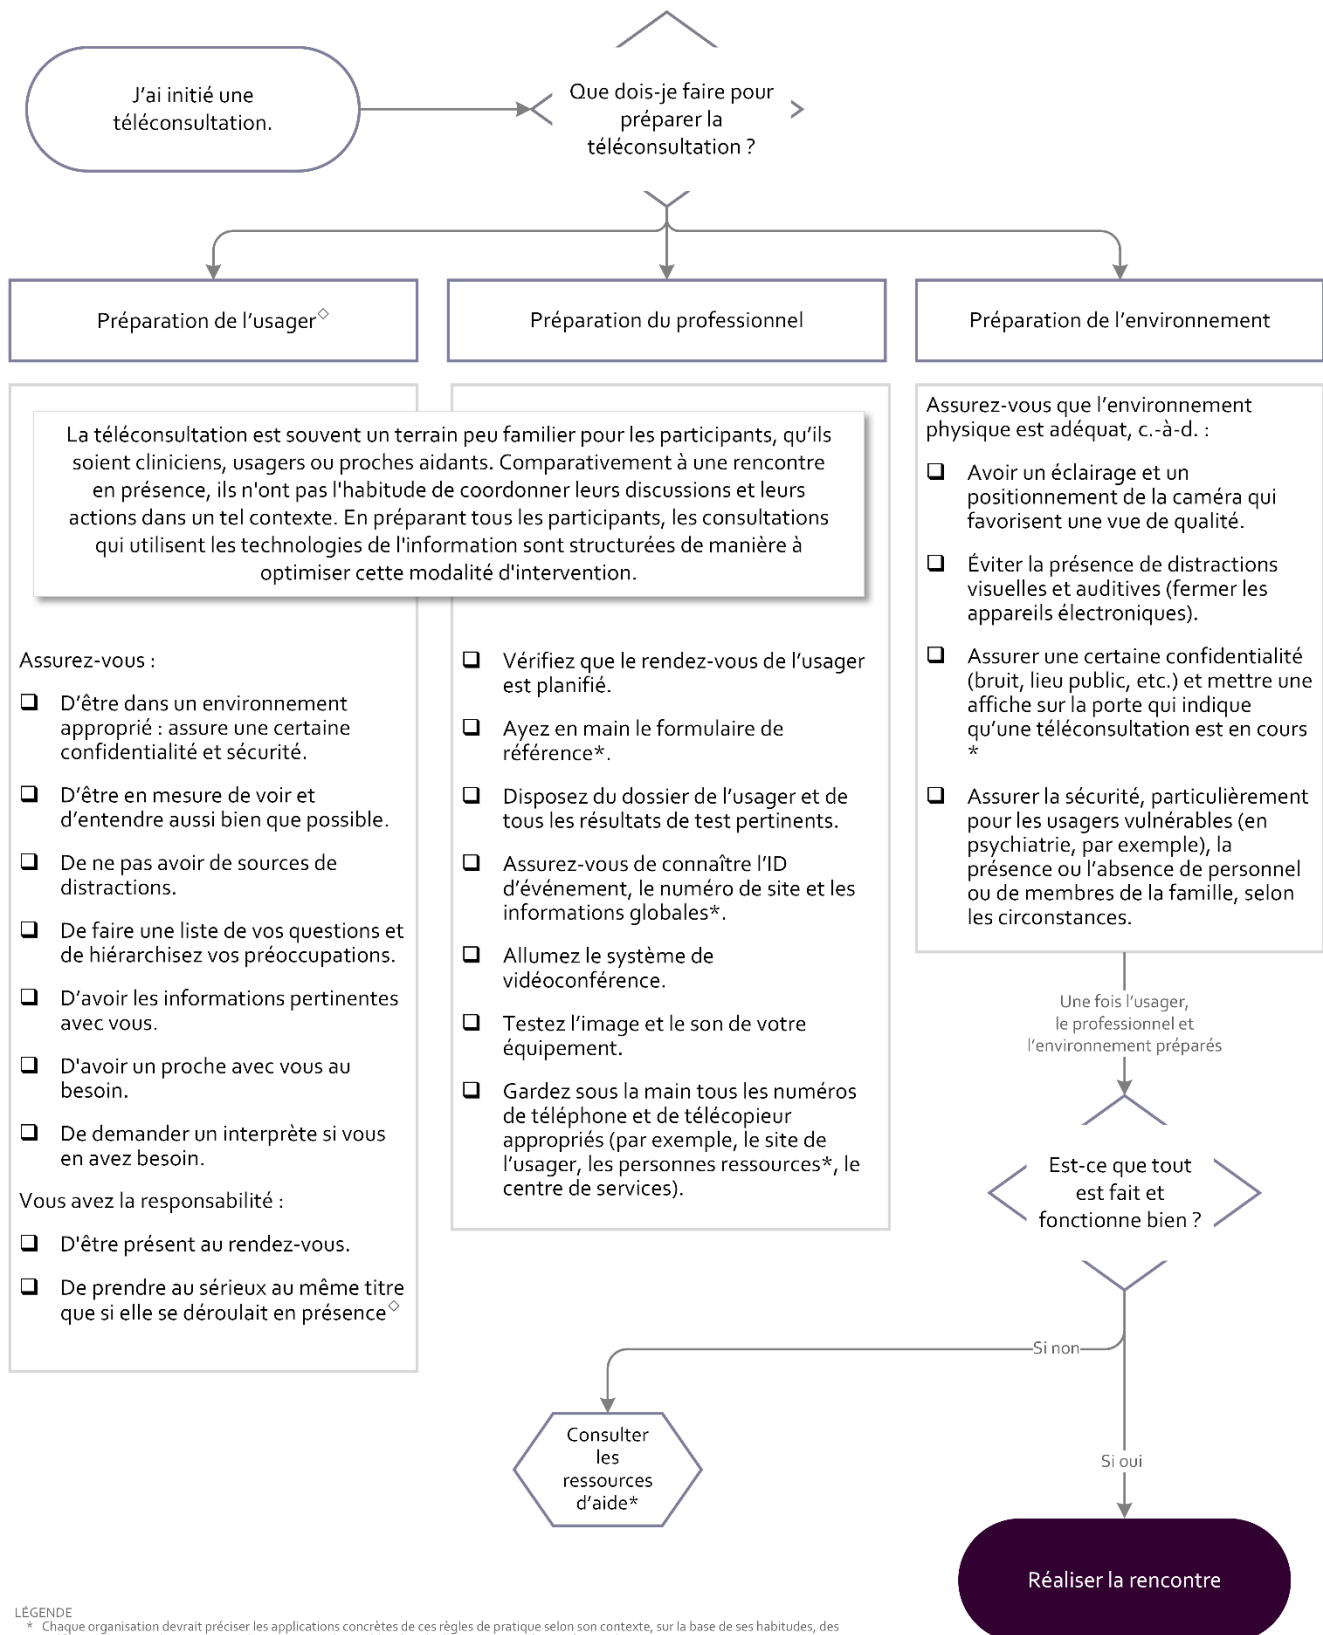 J'ai initié une
téléconsultation.
Que dois-je faire pour
préparer la
téléconsultation ?
Préparation de l'usager◇
Préparation du professionnel
Préparation de l'environnement
La téléconsultation est souvent un terrain peu familier pour les participants, qu'ils
soient cliniciens, usagers ou proches aidants. Comparativement à une rencontre
en présence, ils n'ont pas l'habitude de coordonner leurs discussions et leurs
actions dans un tel contexte. En préparant tous les participants, les consultations
qui utilisent les technologies de l'information sont structurées de manière à
optimiser cette modalité d'intervention.
Assurez-vous :
❑ D'être dans un environnement
approprié : assure une certaine
confidentialité et sécurité.
❑ D'être en mesure de voir et
d'entendre aussi bien que possible.
❑ De ne pas avoir de sources de
distractions.
❑ De faire une liste de vos questions et
de hiérarchisez vos préoccupations.
❑ D'avoir les informations pertinentes
avec vous.
❑ D'avoir un proche avec vous au
besoin.
❑ De demander un interprète si vous
en avez besoin.
Vous avez la responsabilité :
❑ D'être présent au rendez-vous.
❑ De prendre au sérieux au même titre
que si elle se déroulait en présence◇
❑ Vérifiez que le rendez-vous de l'usager
est planifié.
❑ Ayez en main le formulaire de
référence*.
❑ Disposez du dossier de l'usager et de
tous les résultats de test pertinents.
❑ Assurez-vous de connaître l'ID
d'événement, le numéro de site et les
informations globales*.
❑ Allumez le système de
vidéoconférence.
❑ Testez l'image et le son de votre
équipement.
❑ Gardez sous la main tous les numéros
de téléphone et de télécopieur
appropriés (par exemple, le site de
l'usager, les personnes ressources*, le
centre de services).
Assurez-vous que l'environnement
physique est adéquat, c.-à-d. :
❑ Avoir un éclairage et un
positionnement de la caméra qui
favorisent une vue de qualité.
❑ Éviter la présence de distractions
visuelles et auditives (fermer les
appareils électroniques).
❑ Assurer une certaine confidentialité
(bruit, lieu public, etc.) et mettre une
affiche sur la porte qui indique
qu'une téléconsultation est en cours
*
❑ Assurer la sécurité, particulièrement
pour les usagers vulnérables (en
psychiatrie, par exemple), la
présence ou l'absence de personnel
ou de membres de la famille, selon
les circonstances.
Une fois l'usager,
le professionnel et
l'environnement préparés
Est-ce que tout
est fait et
fonctionne bien ?
Si non
Si oui
Consulter
les
ressources
d'aide*
Réaliser la rencontre
LÉGENDE
* Chaque organisation devrait préciser les applications concrètes de ces règles de pratique selon son contexte, sur la base de ses habitudes, des